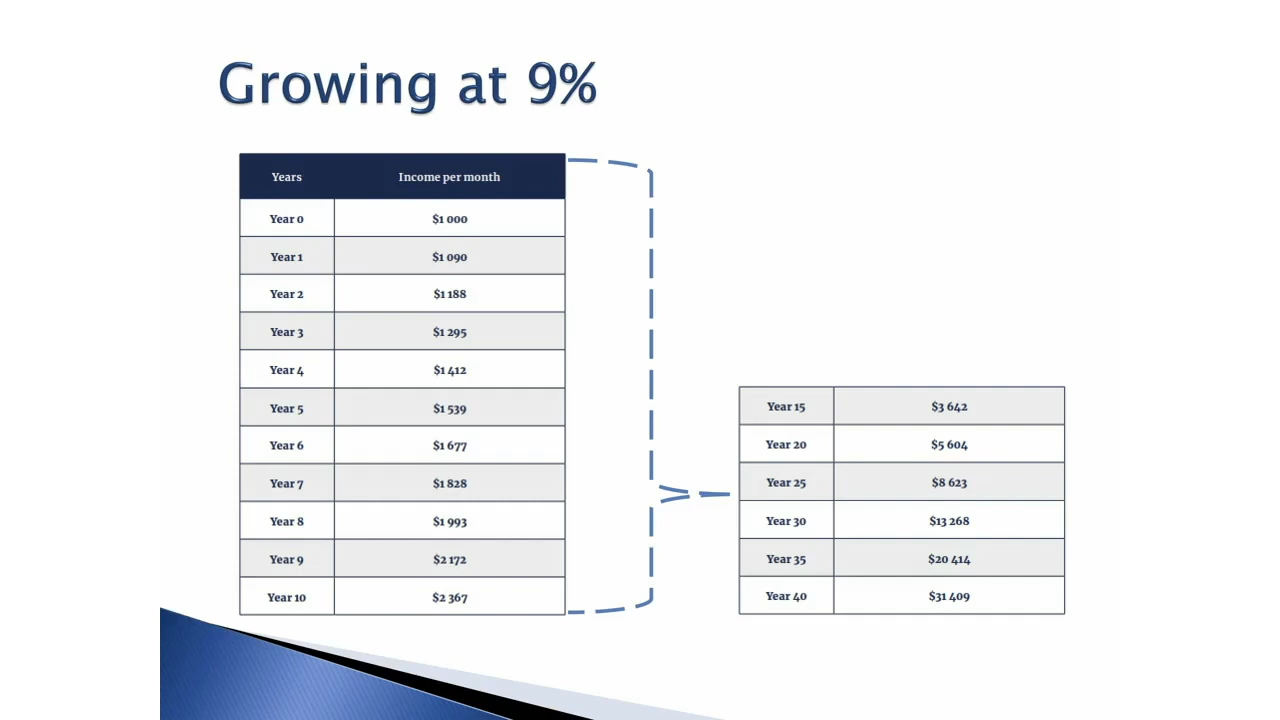 Growing at 9%
Years Income per month
Year 0 $1 000
Year 1 $1 090
Year 2 $1 188
Year 3 $1 295
Year 4 $1 412
Year 5 $1 539
Year 6 $1 677
Year 7 $1 828
Year 8 $1 993
Year 9 $2 172
Year 10 $2 367
Year 15 $3 642
Year 20 $5 604
Year 25 $8 623
Year 30 $13 268
Year 35 $20 414
Year 40 $31 409